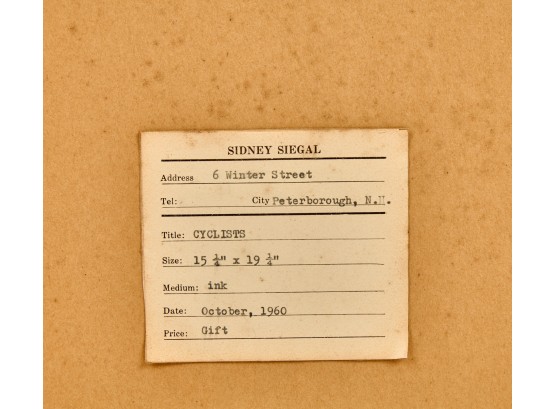 SIDNEY SIEGAL
Address 6 Winter Street
Tel: City Peterborough, N.H.
Title: CYCLISTS
Size: 15 ¼" x 19 ¼"
Medium: ink
Date: October, 1960
Price: Gift